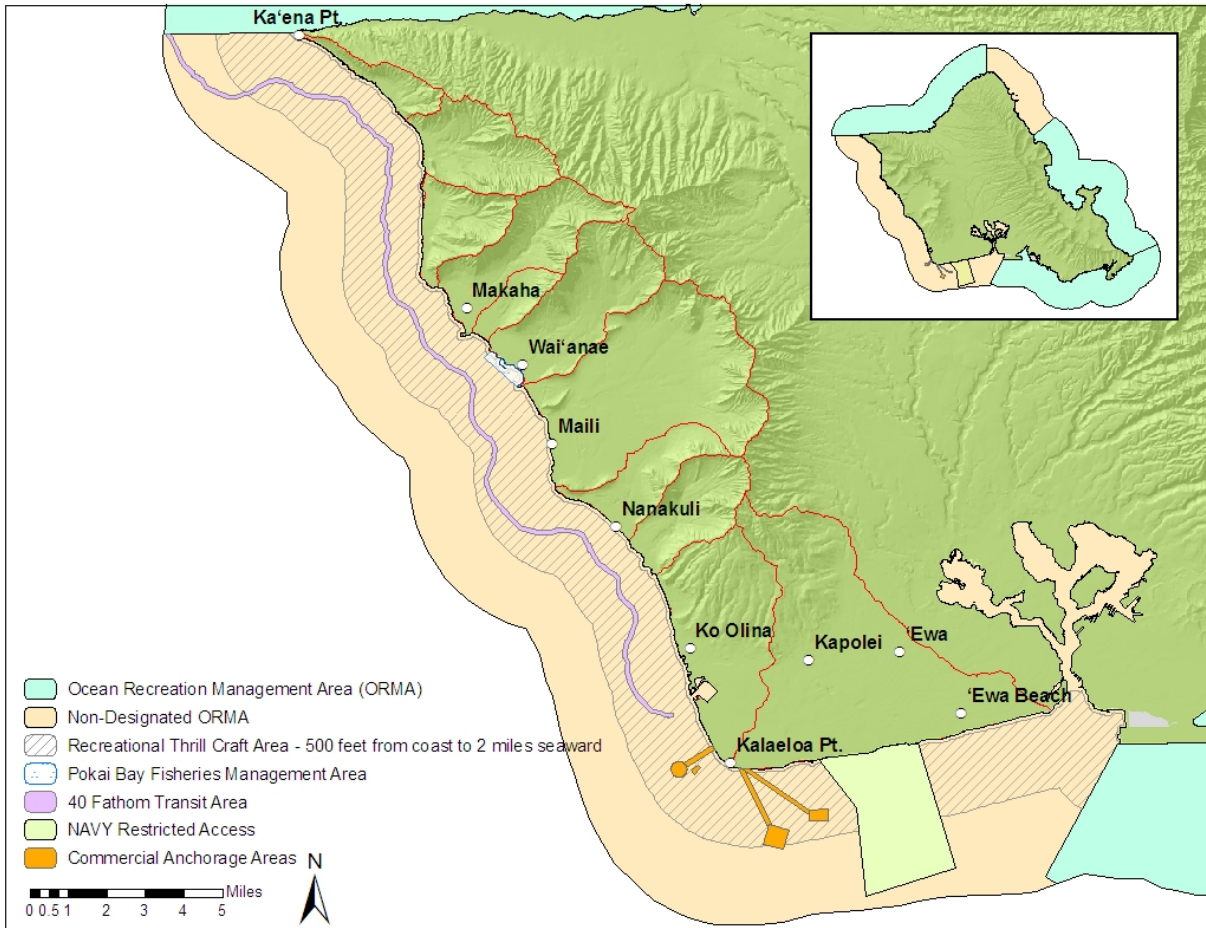 Ka‘ena Pt.
Makaha
Wai‘anae
Maili
Nanakuli
Ko Olina
Kapolei
‘Ewa
‘Ewa Beach
Kalaeloa Pt.
Ocean Recreation Management Area (ORMA)
Non-Designated ORMA
Recreational Thrill Craft Area - 500 feet from coast to 2 miles seaward
Pokai Bay Fisheries Management Area
40 Fathom Transit Area
NAVY Restricted Access
Commercial Anchorage Areas
N
Miles
0 0.5 1 2 3 4 5